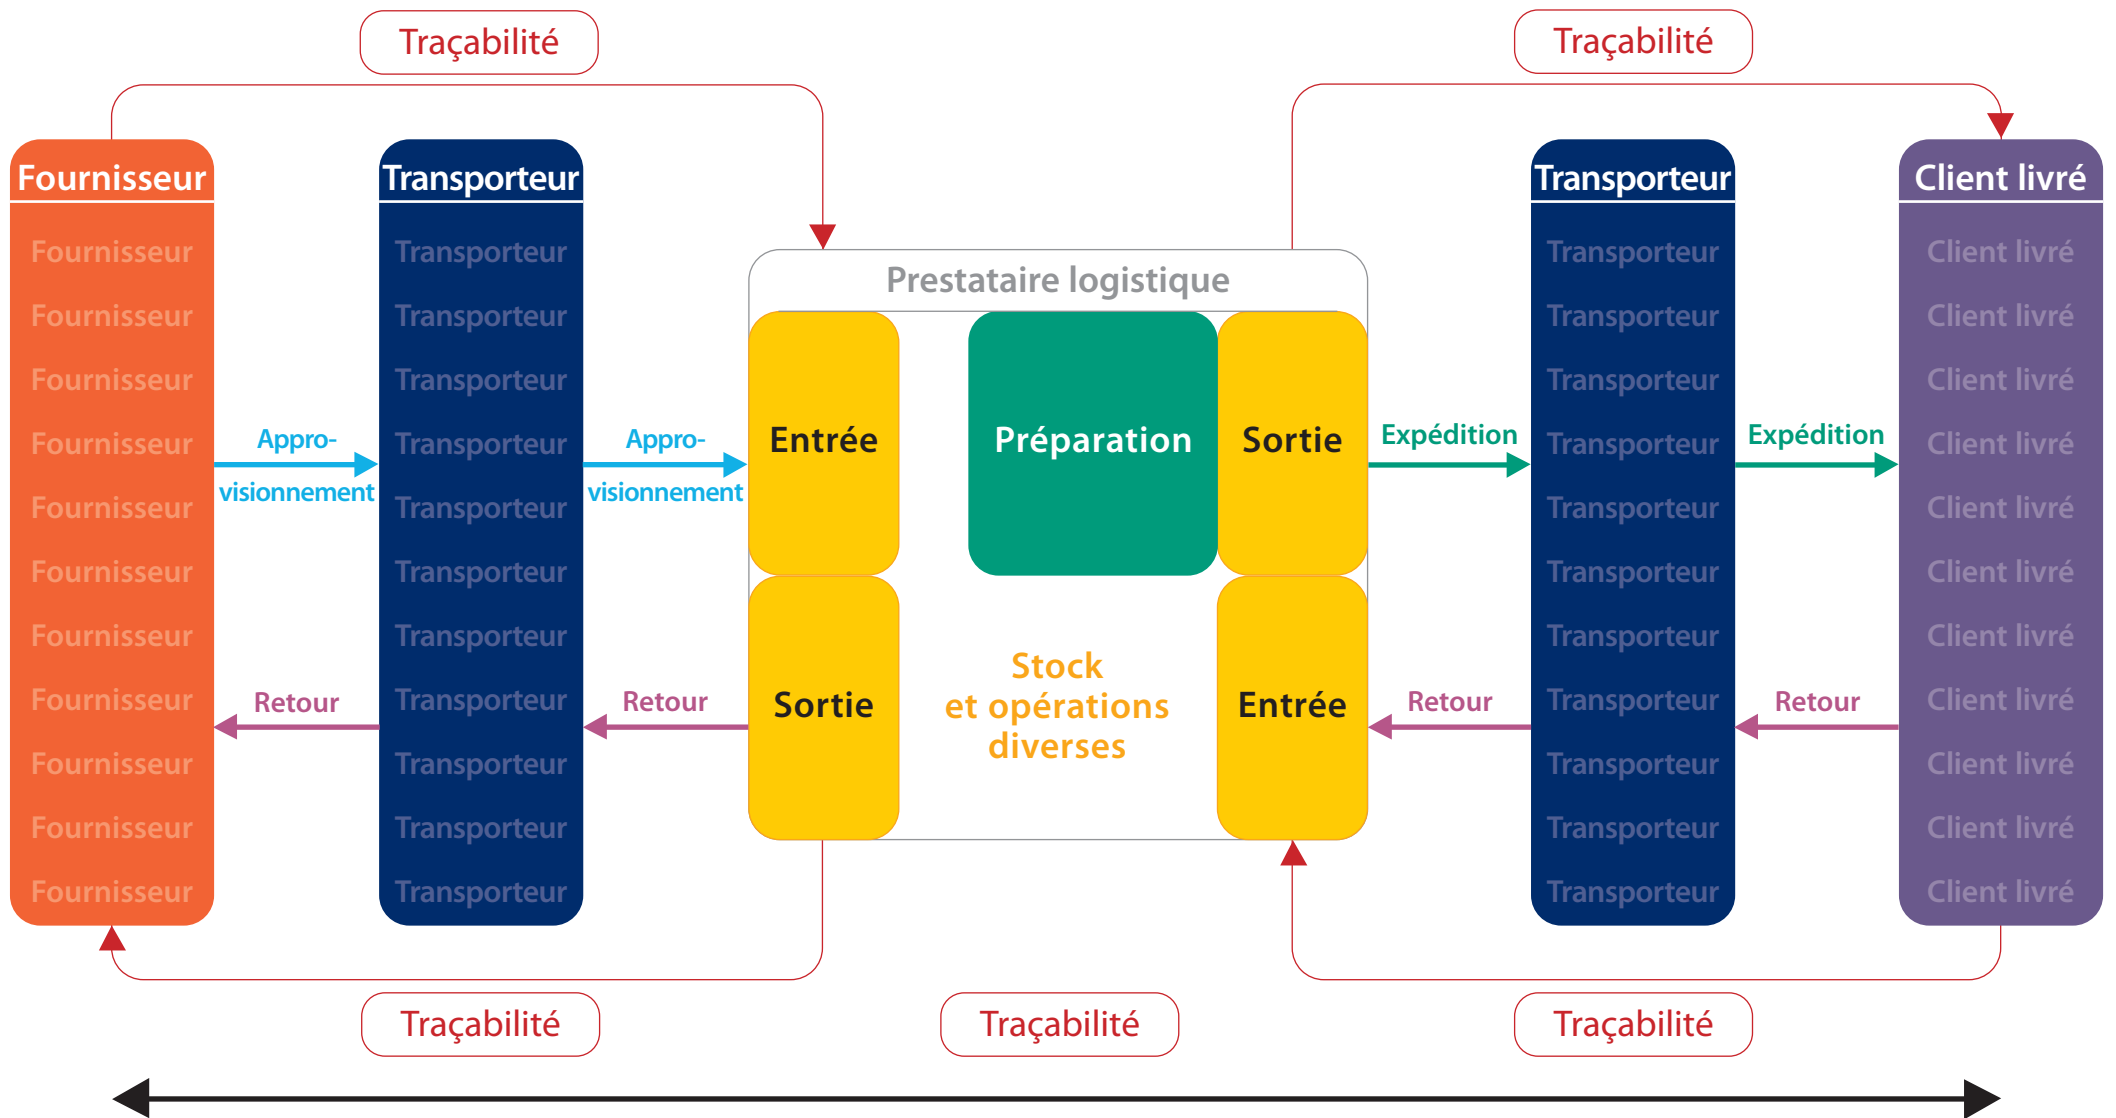 Traçabilité
Traçabilité
Fournisseur
Fournisseur
Fournisseur
Fournisseur
Fournisseur
Fournisseur
Fournisseur
Fournisseur
Fournisseur
Fournisseur
Fournisseur
Fournisseur
Appro-
visionnement
Retour
Transporteur
Transporteur
Transporteur
Transporteur
Transporteur
Transporteur
Transporteur
Transporteur
Transporteur
Transporteur
Transporteur
Transporteur
Appro-
visionnement
Retour
Prestataire logistique
Entrée
Préparation
Sortie
Sortie
Stock
et opérations
diverses
Entrée
Expédition
Retour
Transporteur
Transporteur
Transporteur
Transporteur
Transporteur
Transporteur
Transporteur
Transporteur
Transporteur
Transporteur
Transporteur
Transporteur
Expédition
Retour
Client livré
Client livré
Client livré
Client livré
Client livré
Client livré
Client livré
Client livré
Client livré
Client livré
Client livré
Client livré
Traçabilité
Traçabilité
Traçabilité